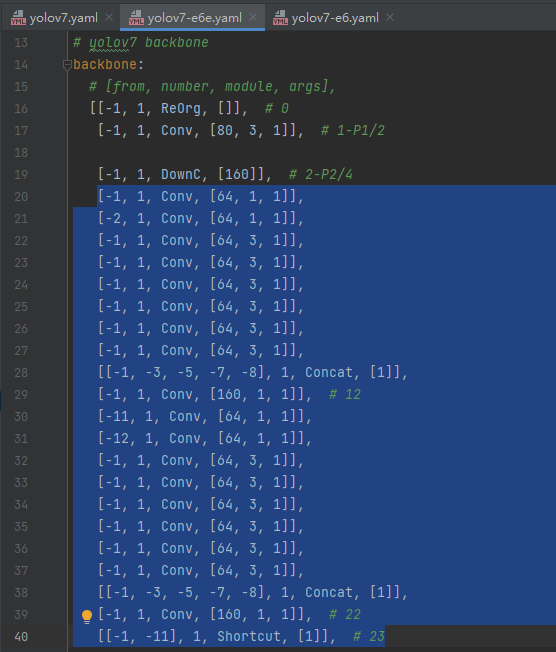 yolov7.yaml yolov7-e6e.yaml yolov7-e6.yaml
13 # yolov7 backbone
14 backbone:
15 # [from, number, module, args],
16 [[-1, 1, ReOrg, []], # 0
17 [-1, 1, Conv, [80, 3, 1]], # 1-P1/2
18
19 [-1, 1, DownC, [160]], # 2-P2/4
20 [-1, 1, Conv, [64, 1, 1]],
21 [-2, 1, Conv, [64, 1, 1]],
22 [-1, 1, Conv, [64, 3, 1]],
23 [-1, 1, Conv, [64, 3, 1]],
24 [-1, 1, Conv, [64, 3, 1]],
25 [-1, 1, Conv, [64, 3, 1]],
26 [-1, 1, Conv, [64, 3, 1]],
27 [-1, 1, Conv, [64, 3, 1]],
28 [[-1, -3, -5, -7, -8], 1, Concat, [1]],
29 [-1, 1, Conv, [160, 1, 1]], # 12
30 [-11, 1, Conv, [64, 1, 1]],
31 [-12, 1, Conv, [64, 1, 1]],
32 [-1, 1, Conv, [64, 3, 1]],
33 [-1, 1, Conv, [64, 3, 1]],
34 [-1, 1, Conv, [64, 3, 1]],
35 [-1, 1, Conv, [64, 3, 1]],
36 [-1, 1, Conv, [64, 3, 1]],
37 [-1, 1, Conv, [64, 3, 1]],
38 [[-1, -3, -5, -7, -8], 1, Concat, [1]],
39 [-1, 1, Conv, [160, 1, 1]], # 22
40 [[-1, -11], 1, Shortcut, [1]], # 23